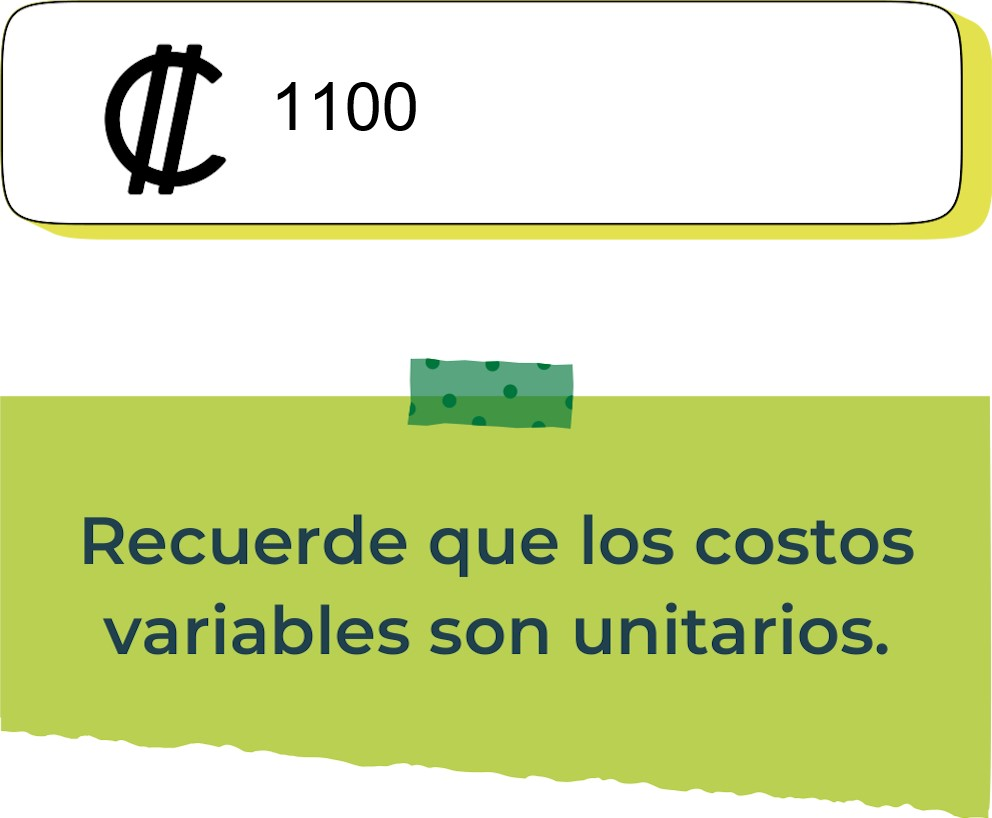 ₡ 1100
Recuerde que los costos
variables son unitarios.